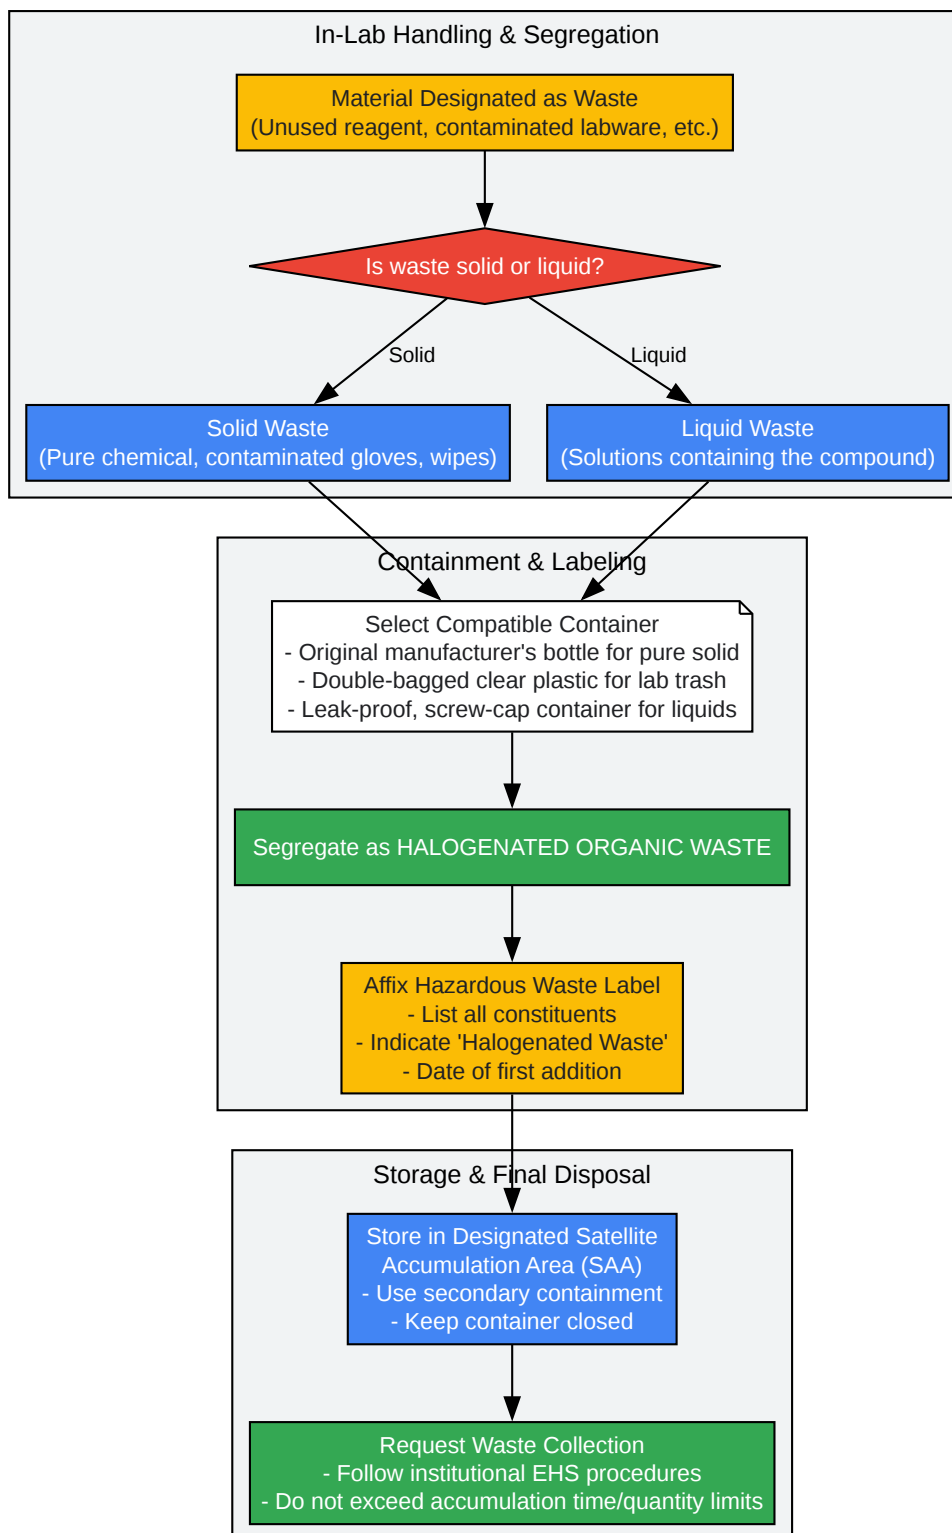 In-Lab Handling & Segregation
Material Designated as Waste
(Unused reagent, contaminated labware, etc.)
Is waste solid or liquid?
Solid
Liquid
Solid Waste
(Pure chemical, contaminated gloves, wipes)
Liquid Waste
(Solutions containing the compound)
Containment & Labeling
Select Compatible Container
- Original manufacturer's bottle for pure solid
- Double-bagged clear plastic for lab trash
- Leak-proof, screw-cap container for liquids
Segregate as HALOGENATED ORGANIC WASTE
Affix Hazardous Waste Label
- List all constituents
- Indicate 'Halogenated Waste'
- Date of first addition
Storage & Final Disposal
Store in Designated Satellite
Accumulation Area (SAA)
- Use secondary containment
- Keep container closed
Request Waste Collection
- Follow institutional EHS procedures
- Do not exceed accumulation time/quantity limits